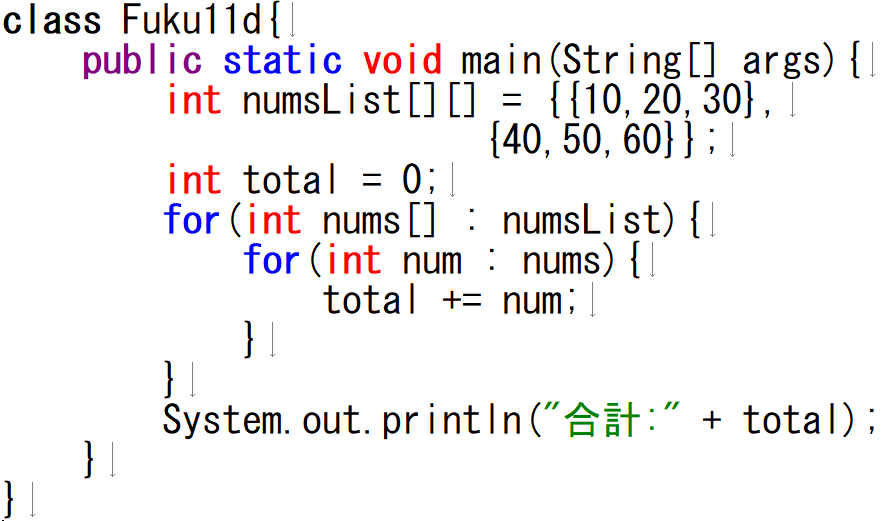 class Fuku11d{↓
    public static void main(String[] args){↓
        int numsList[][] = {{10,20,30},↓
                        {40,50,60}};↓
        int total = 0;↓
        for(int nums[] : numsList){↓
            for(int num : nums){↓
                total += num;↓
            }↓
        }↓
        System.out.println("合計:" + total);
    }↓
}↓